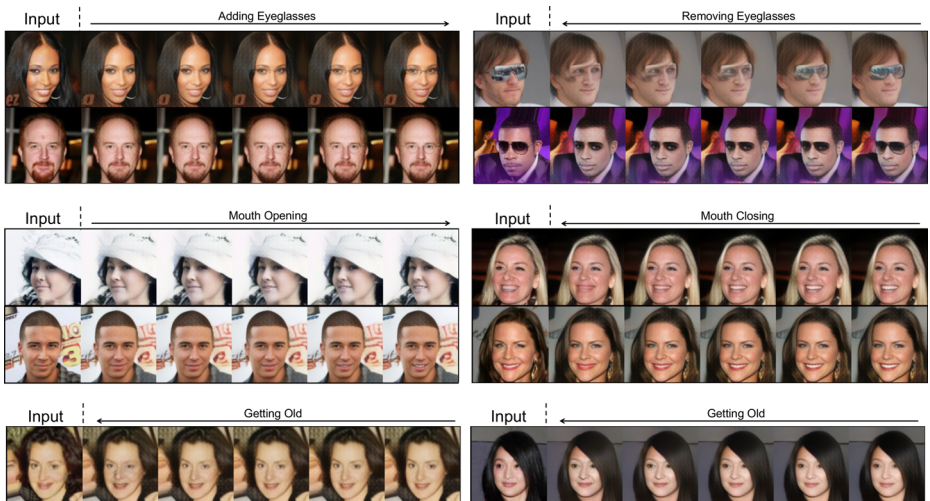 Input
Adding Eyeglasses
Input
Removing Eyeglasses
Input
Mouth Opening
Input
Mouth Closing
Input
Getting Old
Input
Getting Old